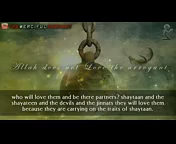 MERCIFUL
Allah does not Love the arrogant
who will love them and be there partners? shaytaan and
the shayateen and the devils and the jinnats they will love them
because they are carrying on the traits of shaytaan.